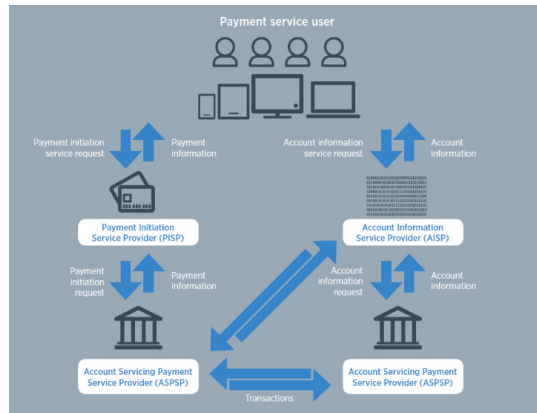 Payment service user
Payment initiation
service request
Payment
information
Account information
service request
Account
information
Payment Initiation
Service Provider (PISP)
Account Information
Service Provider (AISP)
Payment
initiation
request
Payment
information
Account
information
request
Account
information
Account Servicing Payment
Service Provider (ASPSP)
Account Servicing Payment
Service Provider (ASPSP)
Transactions